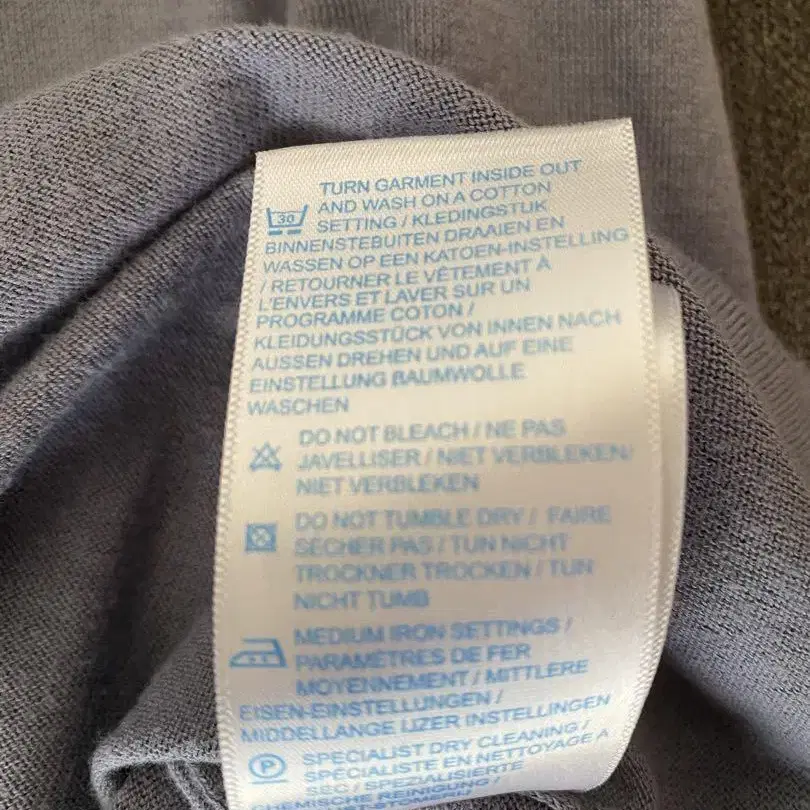 TURN GARMENT INSIDE OUT
30 AND WASH ON A COTTON
SETTING / KLEDINGSTUK
BINNENSTEBUITEN DRAAIEN EN
WASSEN OP EEN KATOEN-INSTELLING
/ RETOURNER LE VÊTEMENT À
L'ENVERS ET LAVER SUR UN
PROGRAMME COTON /
KLEIDUNGSSTÜCK VON INNEN NACH
AUSSEN DREHEN UND AUF EINE
EINSTELLUNG BAUMWOLLE
WASCHEN
DO NOT BLEACH / NE PAS
JAVELLISER / NIET VERBLEKEN/
NIET VERBLEKEN
DO NOT TUMBLE DRY / FAIRE
SÉCHER PAS / TUN NICHT
TROCKNER TROCKEN / TUN
NICHT TUMB
MEDIUM IRON SETTINGS /
PARAMÈTRES DE FER
MOYENNEMENT / MITTLERE
EISEN-EINSTELLUNGEN /
MIDDELLANGE IJZER INSTELLINGEN
SPECIALIST DRY CLEANING /
P SPÉCIALISTE EN NETTOYAGE A
SEC / SPEZIALISIERTE
CHEMISCHE REINIGUNG /